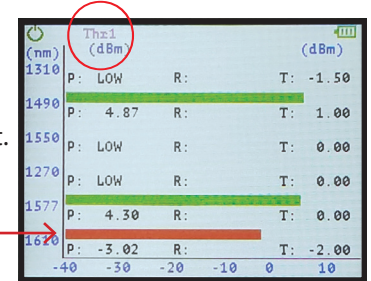 Thr1
(nm) (dBm) (dBm)
1310
P: LOW R: T: -1.50
1490
P: 4.87 R: T: 1.00
t.
1550
P: LOW R: T: 0.00
1270
P: LOW R: T: 0.00
1577
P: 4.30 R: T: 0.00
1610
P: -3.02 R: T: -2.00
-40 -30 -20 -10 0 10